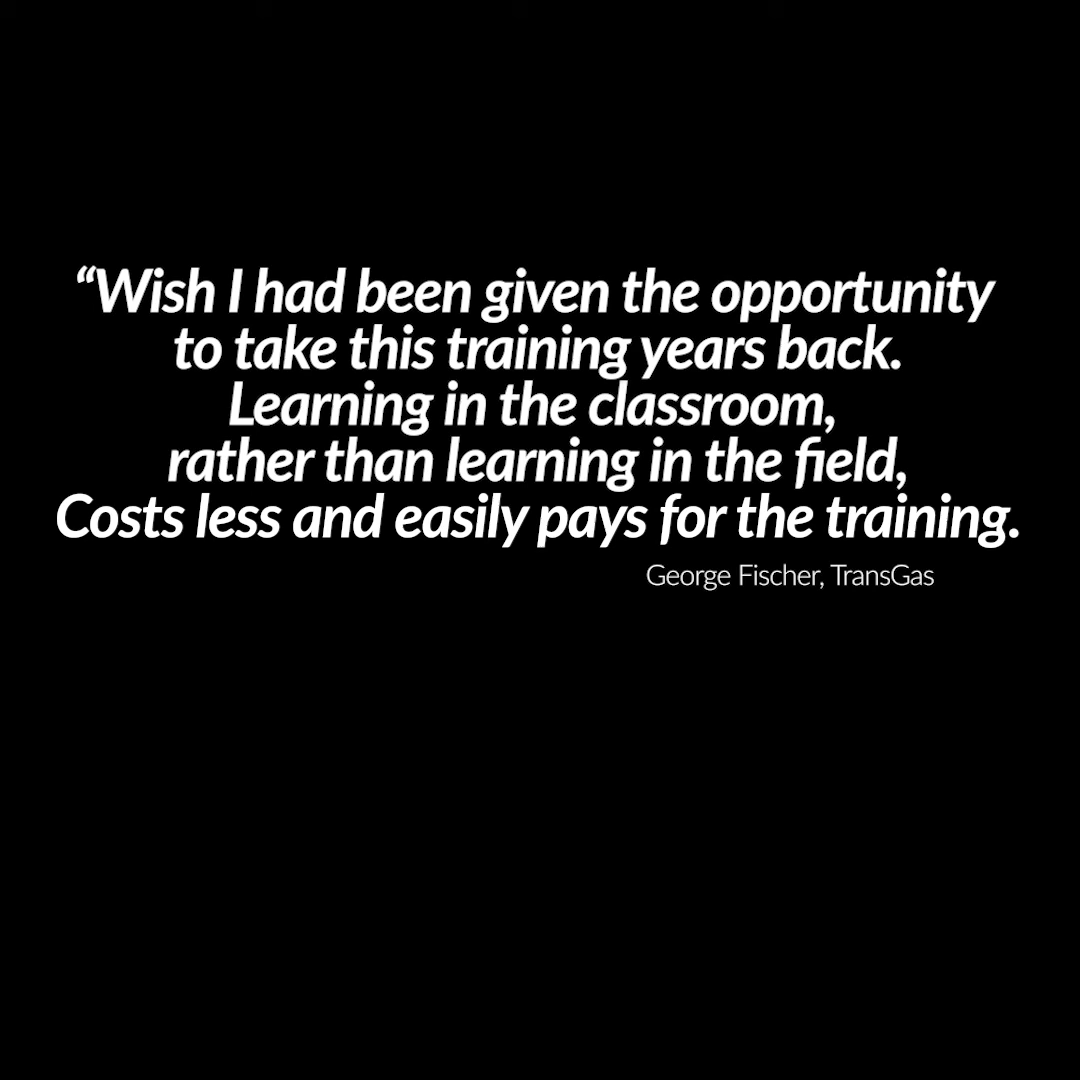 “Wish I had been given the opportunity
to take this training years back.
Learning in the classroom,
rather than learning in the field,
Costs less and easily pays for the training.
George Fischer, TransGas